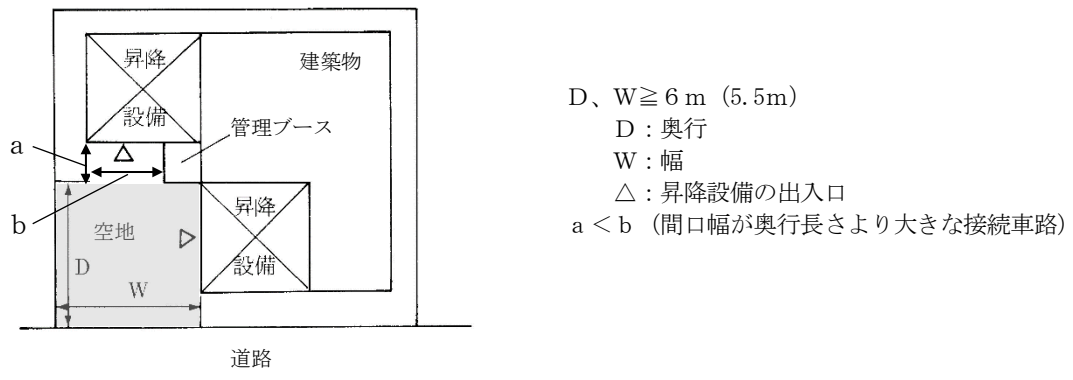 昇降
設備
建築物
管理ブース
a
b
空地
D
W
昇降
設備
道路
D、W≧6m (5.5m)
D:奥行
W:幅
△:昇降設備の出入口
a<b (間口幅が奥行長さより大きな接続車路)